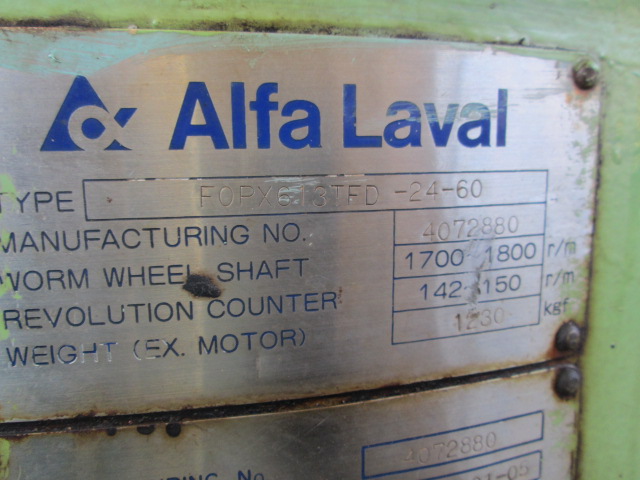 Alfa Laval
TYPE FOPX613TFD -24-60
MANUFACTURING NO. 4072880
WORM WHEEL SHAFT 1700 1800 r/m
REVOLUTION COUNTER 142 150 r/m
WEIGHT (EX. MOTOR) 1230 kgf
4072880
No.